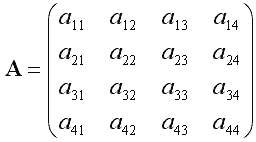 a₁₁ a₁₂ a₁₃ a₁₄
a₂₁ a₂₂ a₂₃ a₂₄
A = a₃₁ a₃₂ a₃₃ a₃₄
a₄₁ a₄₂ a₄₃ a₄₄